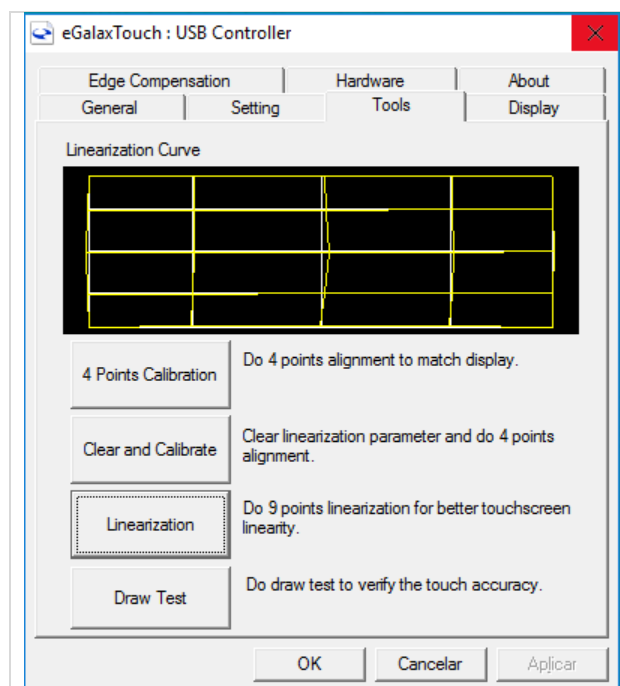 eGalaxTouch : USB Controller
Edge Compensation Hardware About
General Setting Tools Display
Linearization Curve
4 Points Calibration
Do 4 points alignment to match display.
Clear and Calibrate
Clear linearization parameter and do 4 points
alignment.
Linearization
Do 9 points linearization for better touchscreen
linearity.
Draw Test
Do draw test to verify the touch accuracy.
OK Cancelar Aplicar